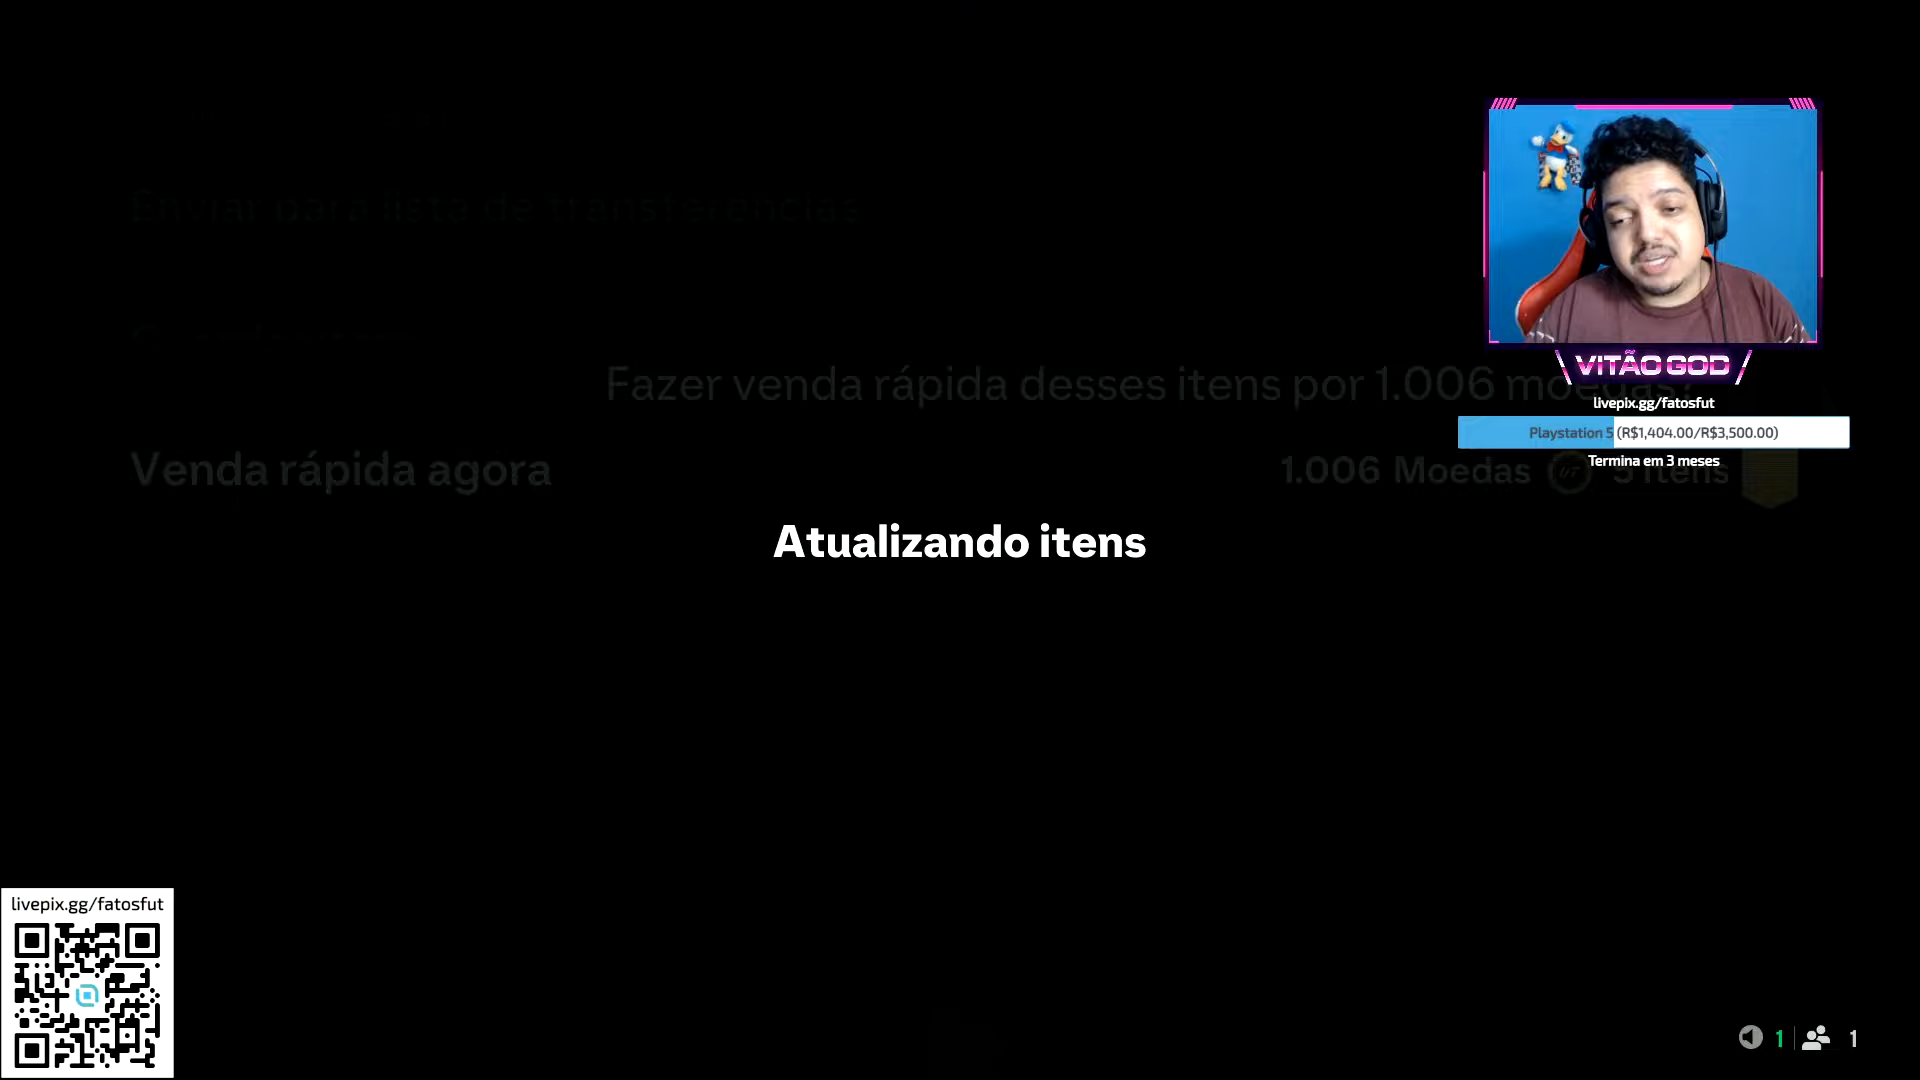 Enviar para lista de transferências
VITÃO GOD
Fazer venda rápida desses itens por 1.006 moedas?
livepix.gg/fatosfut
Playstation 5 (R$1,404.00/R$3,500.00)
Termina em 3 meses
Venda rápida agora
1.006 Moedas
5 Itens
Atualizando itens
livepix.gg/fatosfut
1
1